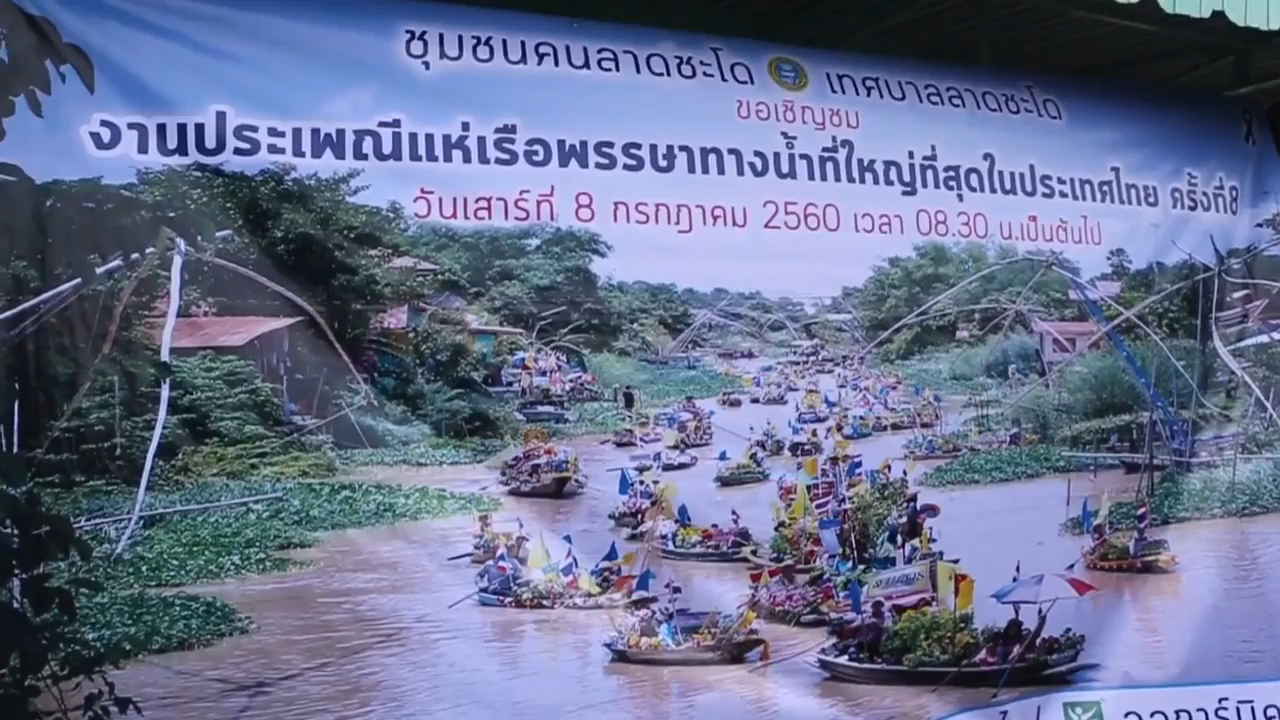 ชุมชนคนลาดชะโด เทศบาลลาดชะโด
ขอเชิญชม
งานประเพณีแห่เรือพรรษาทางน้ำที่ใหญ่ที่สุดในประเทศไทย ครั้งที่8
วันเสาร์ที่ 8 กรกฎาคม 2560 เวลา 08.30 น.เป็นต้นไป